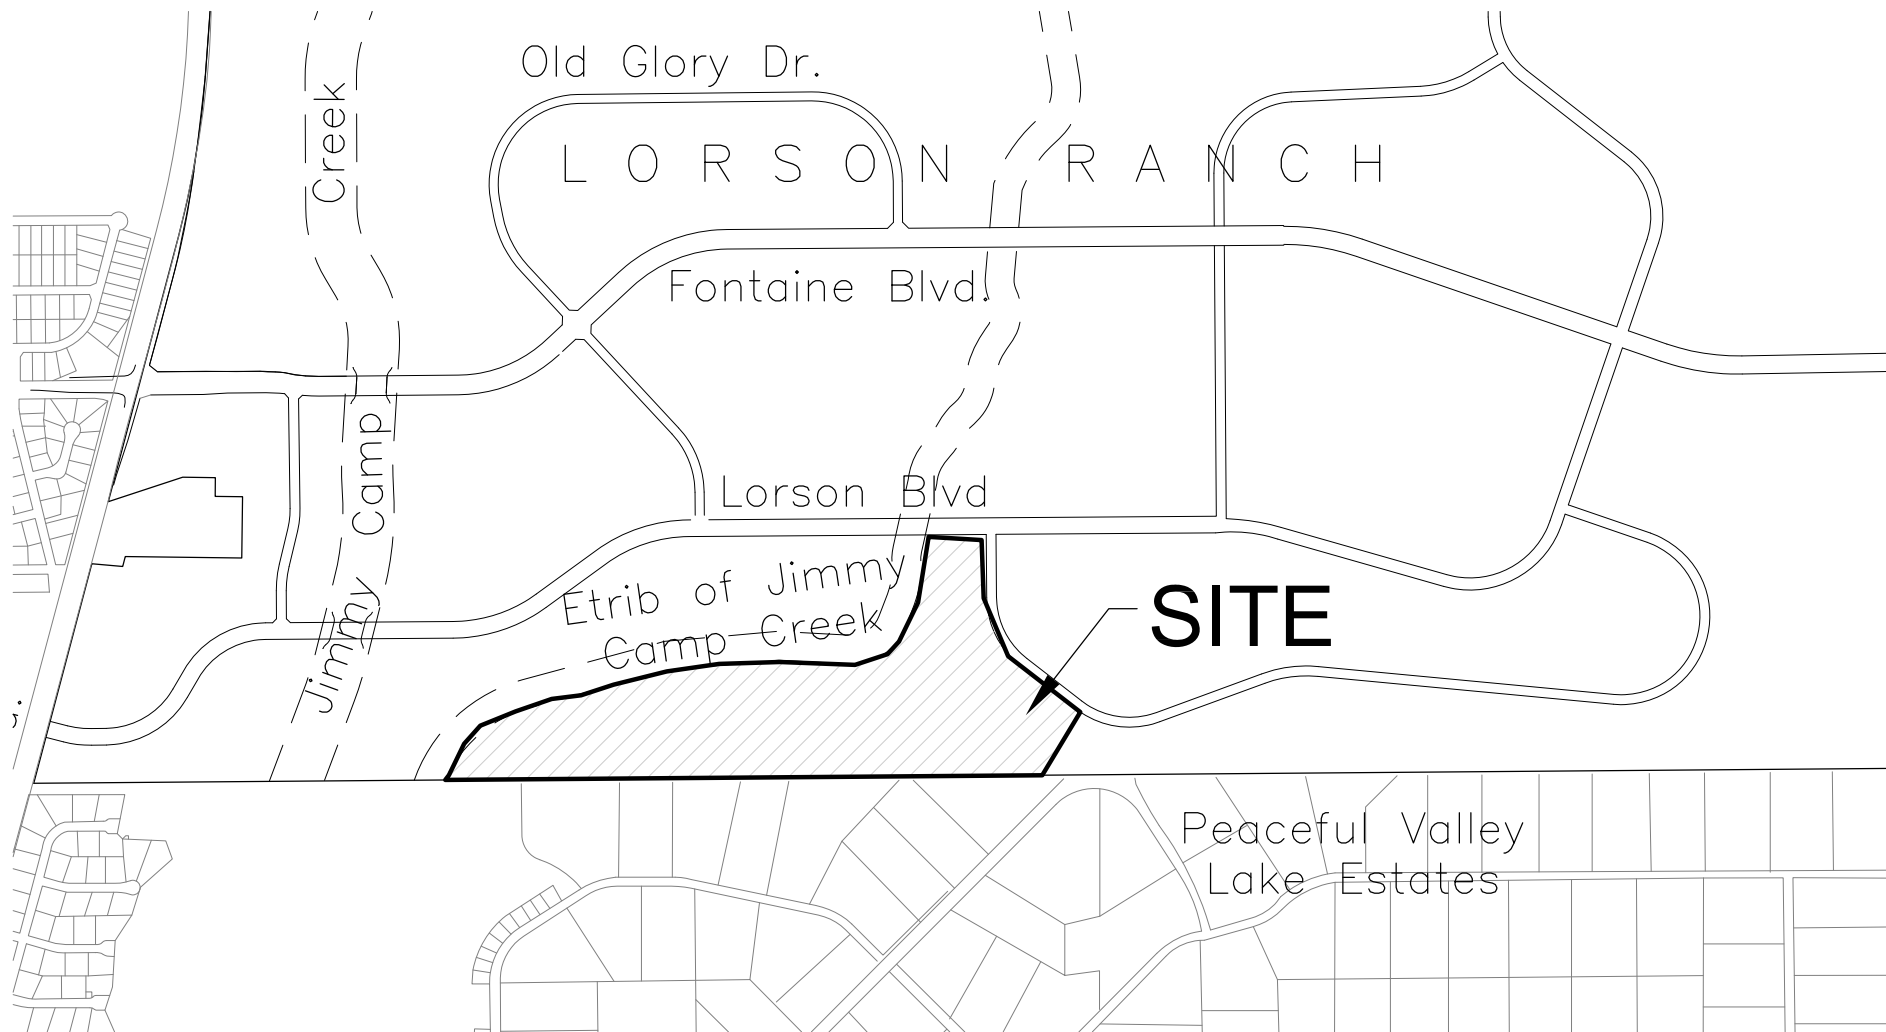 Old Glory Dr.
Creek
LORSON RANCH
Fontaine Blvd.
Camp
Lorson Blvd
Etrib of Jimmy
Camp Creek
SITE
Jimmy
Peaceful Valley
Lake Estates